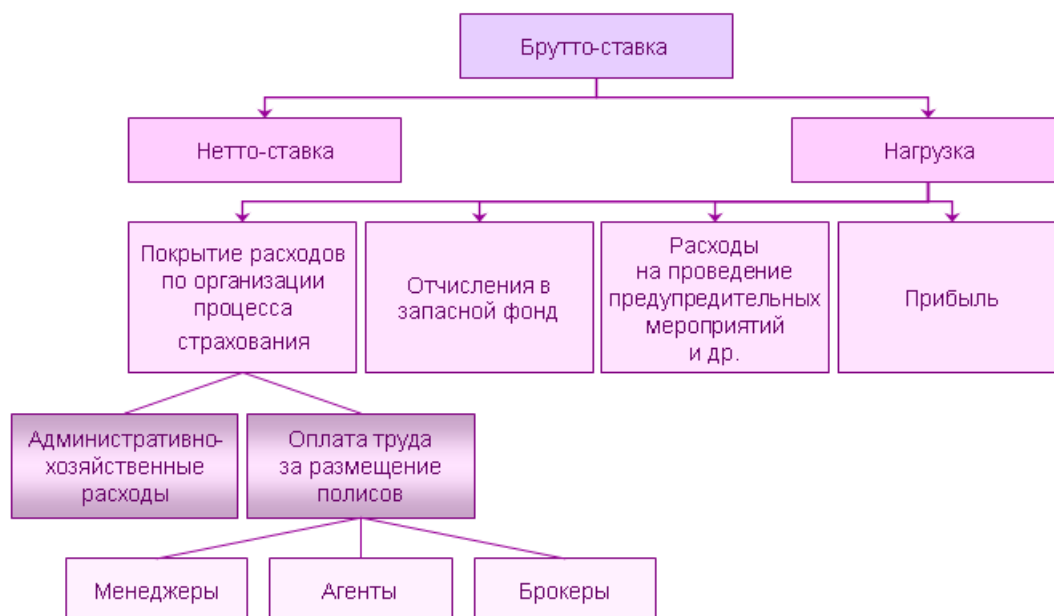 Брутто-ставка
Нетто-ставка
Нагрузка
Покрытие расходов
по организации
процесса
страхования
Отчисления в
запасной фонд
Расходы
на проведение
предупредительных
мероприятий
и др.
Прибыль
Административно-
хозяйственные
расходы
Оплата труда
за размещение
полисов
Менеджеры
Агенты
Брокеры